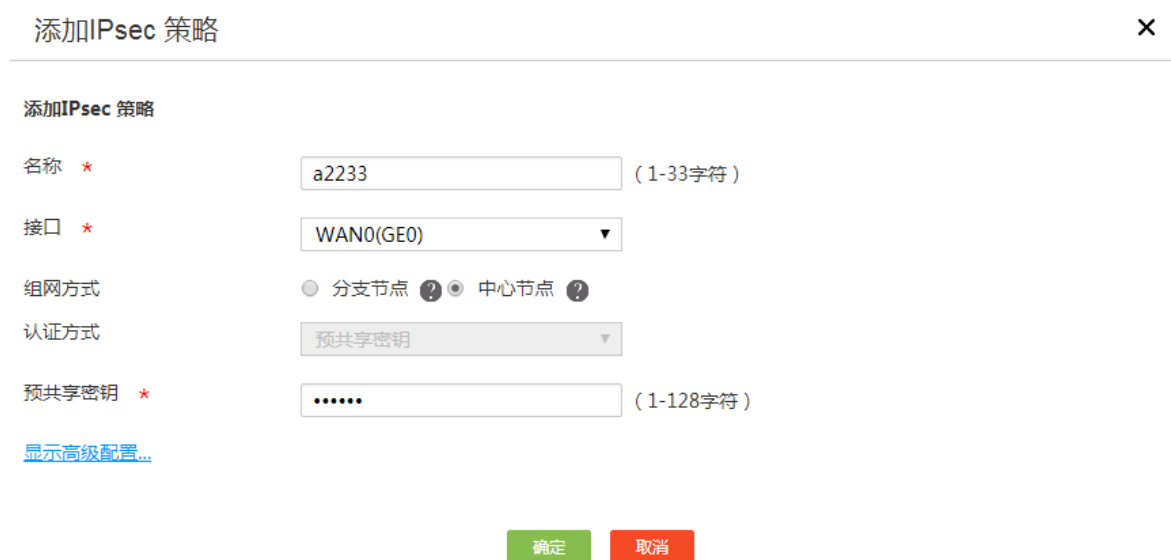 添加IPsec 策略
添加IPsec 策略
名称 * a2233 (1-33字符)
接口 * WAN0(GE0)
组网方式 分支节点 ? 中心节点 ?
认证方式 预共享密钥
预共享密钥 * •••••• (1-128字符)
显示高级配置...
确定 取消